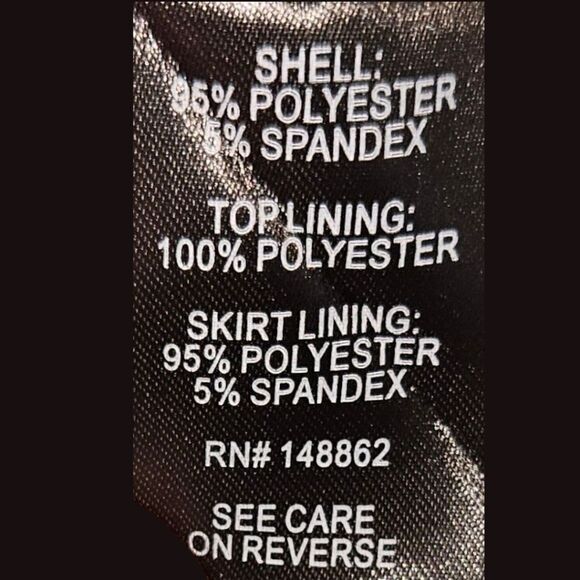 SHELL:
95% POLYESTER
5% SPANDEX
TOP LINING:
100% POLYESTER
SKIRT LINING:
95% POLYESTER
5% SPANDEX
RN# 148862
SEE CARE
ON REVERSE